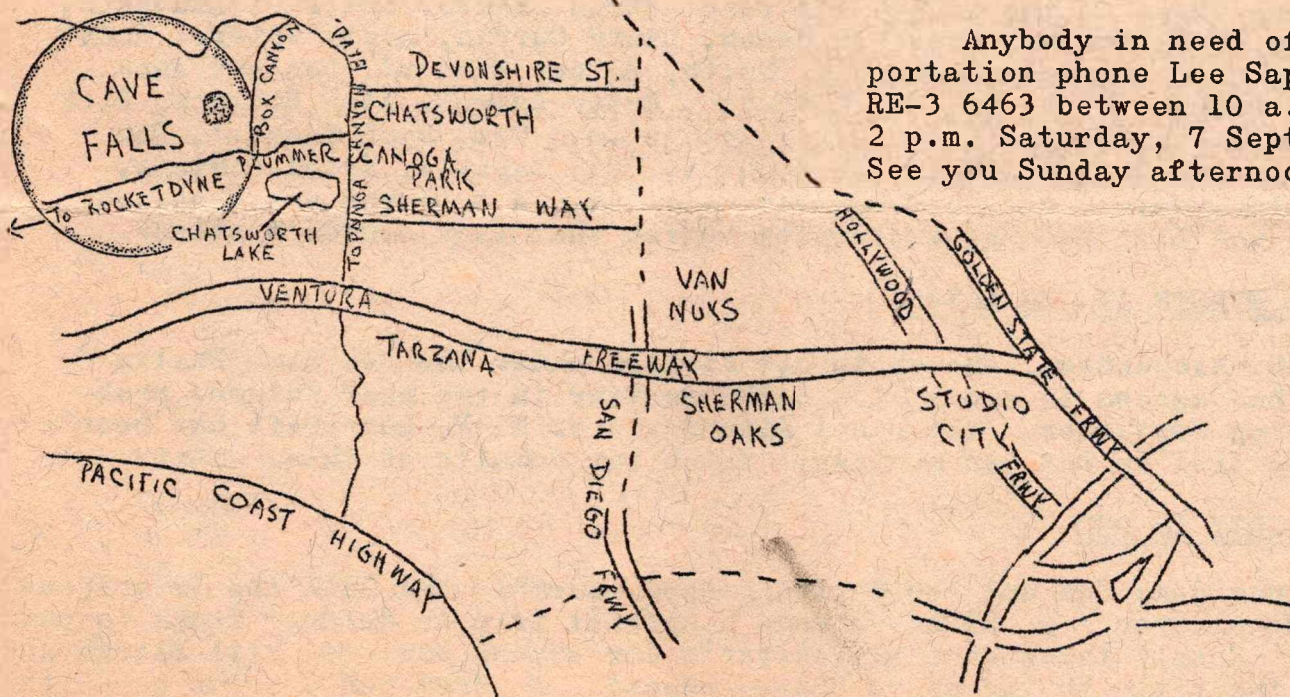 Anybody in need of
portation phone Lee Sap
RE-3 6463 between 10 a.
2 p.m. Saturday, 7 Sept
See you Sunday afternoo
CAVE
FALLS
BOX CANYON
TOPANGA CANYON BLVD.
DEVONSHIRE ST.
CHATSWORTH
PLUMMER
CANOGA
PARK
TO ROCKETDYNE
SHERMAN WAY
CHATSWORTH
LAKE
VENTURA
FREEWAY
TARZANA
VAN
NUYS
SHERMAN
OAKS
STUDIO
CITY
HOLLYWOOD
FRWY
GOLDEN STATE FRWY
SAN DIEGO FRWY
PACIFIC COAST HIGHWAY